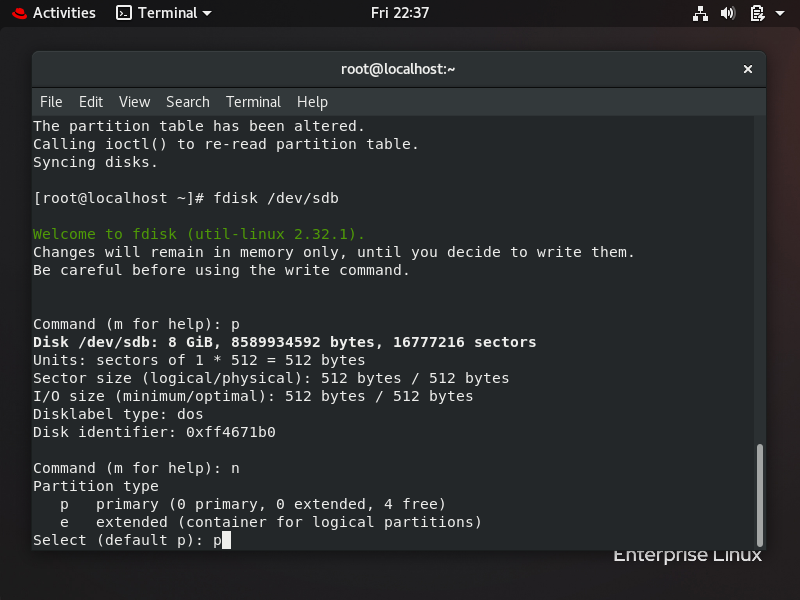 Activities Terminal Fri 22:37
root@localhost:~
File Edit View Search Terminal Help
The partition table has been altered.
Calling ioctl() to re-read partition table.
Syncing disks.
[root@localhost ~]# fdisk /dev/sdb
Welcome to fdisk (util-linux 2.32.1).
Changes will remain in memory only, until you decide to write them.
Be careful before using the write command.
Command (m for help): p
Disk /dev/sdb: 8 GiB, 8589934592 bytes, 16777216 sectors
Units: sectors of 1 * 512 = 512 bytes
Sector size (logical/physical): 512 bytes / 512 bytes
I/O size (minimum/optimal): 512 bytes / 512 bytes
Disklabel type: dos
Disk identifier: 0xff4671b0
Command (m for help): n
Partition type
p primary (0 primary, 0 extended, 4 free)
e extended (container for logical partitions)
Select (default p): p
Enterprise Linux